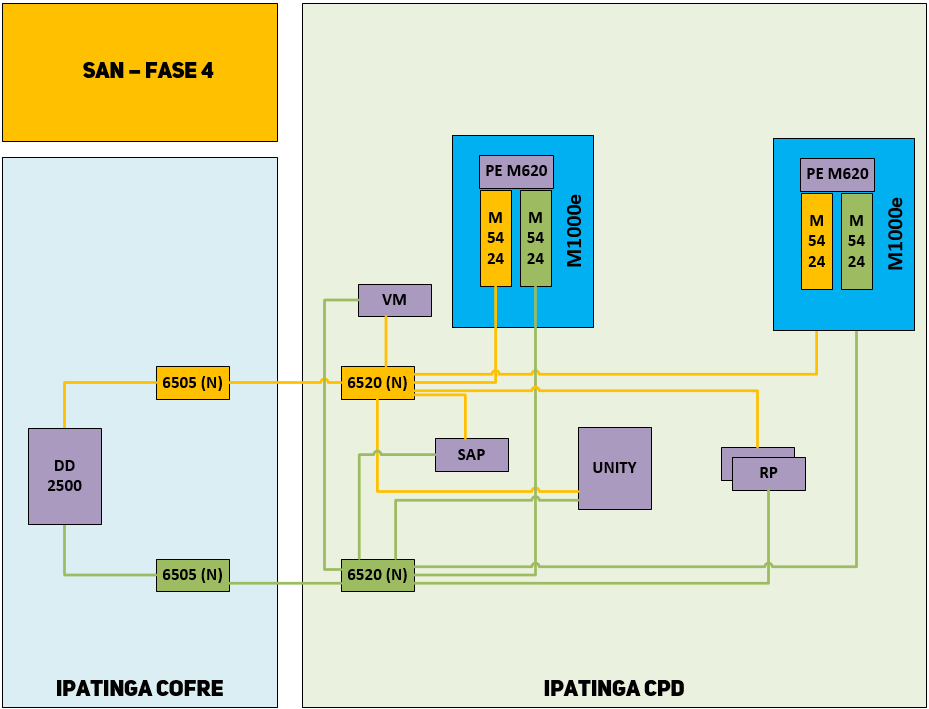 SAN – FASE 4
PE M620
M
54
24
M
54
24
M1000e
PE M620
M
54
24
M
54
24
M1000e
VM
6505 (N)
6520 (N)
DD
2500
SAP
UNITY
RP
6505 (N)
6520 (N)
IPATINGA COFRE
IPATINGA CPD